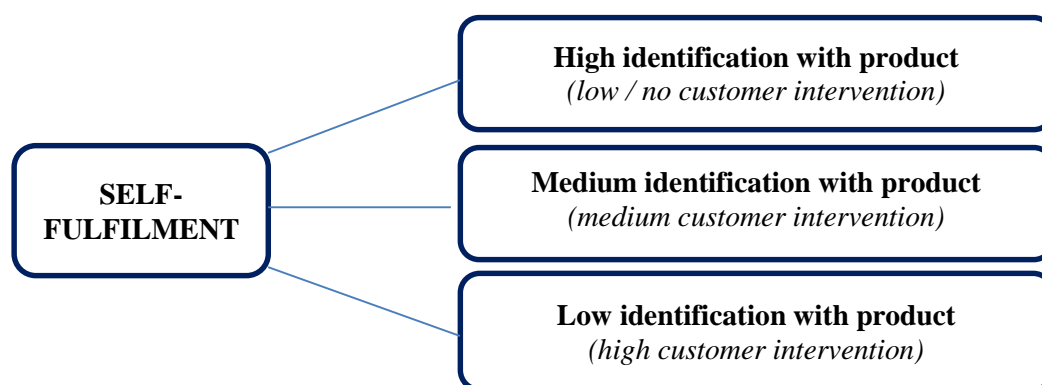 High identification with product
(low / no customer intervention)
SELF-
FULFILMENT
Medium identification with product
(medium customer intervention)
Low identification with product
(high customer intervention)